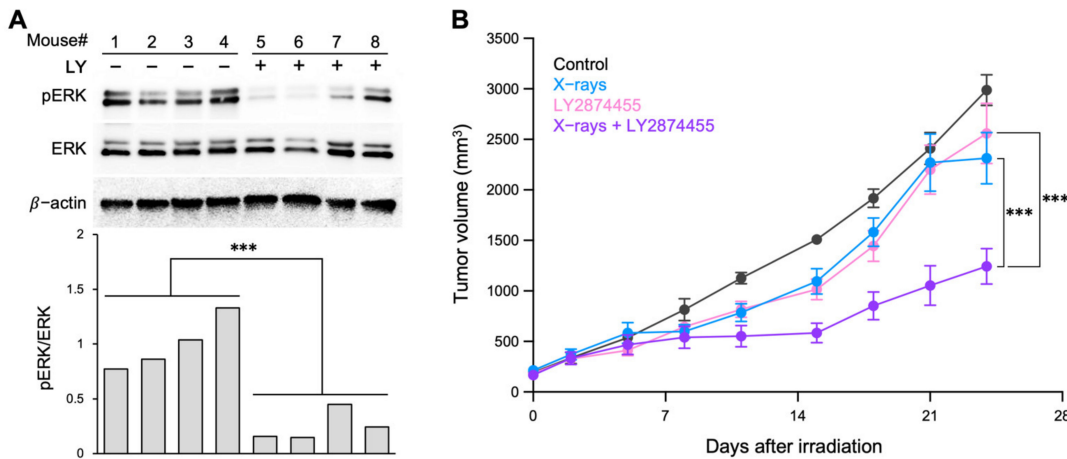 A
Mouse# 1 2 3 4 5 6 7 8
LY − − − − + + + +
pERK
ERK
β−actin
2
1.5
1
0.5
0
pERK/ERK
***
B
3500
3000
2500
2000
1500
1000
500
0
Tumor volume (mm³)
Control
X−rays
LY2874455
X−rays + LY2874455
***
***
0 7 14 21 28
Days after irradiation